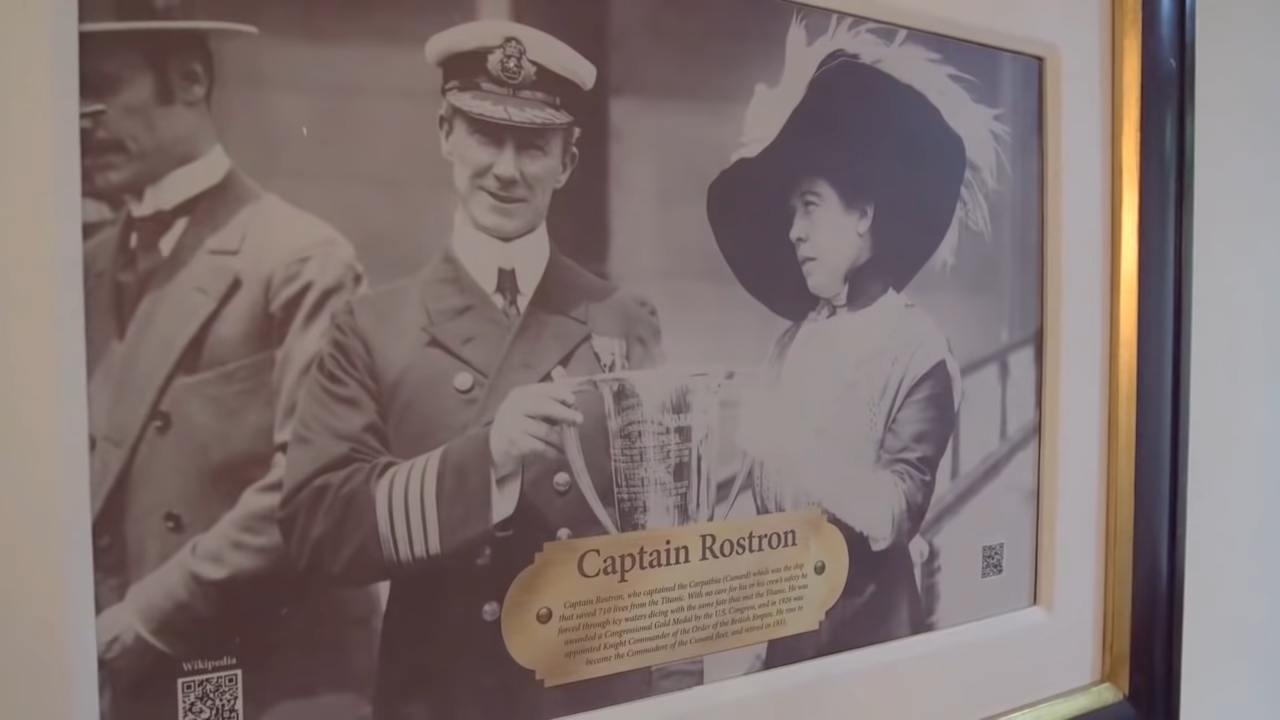 Captain Rostron
Captain Rostron, who captained the Carpathia (Cunard) which was the ship
that saved 710 lives from the Titanic. With no care for his or his crew's safety he
forced through icy waters dicing with the same fate that met the Titanic. He was
awarded a Congressional Gold Medal by the U.S. Congress, and in 1926 was
appointed Knight Commander of the Order of the British Empire. He rose to
become the Commodore of the Cunard fleet, and retired in 1931.
Wikipedia